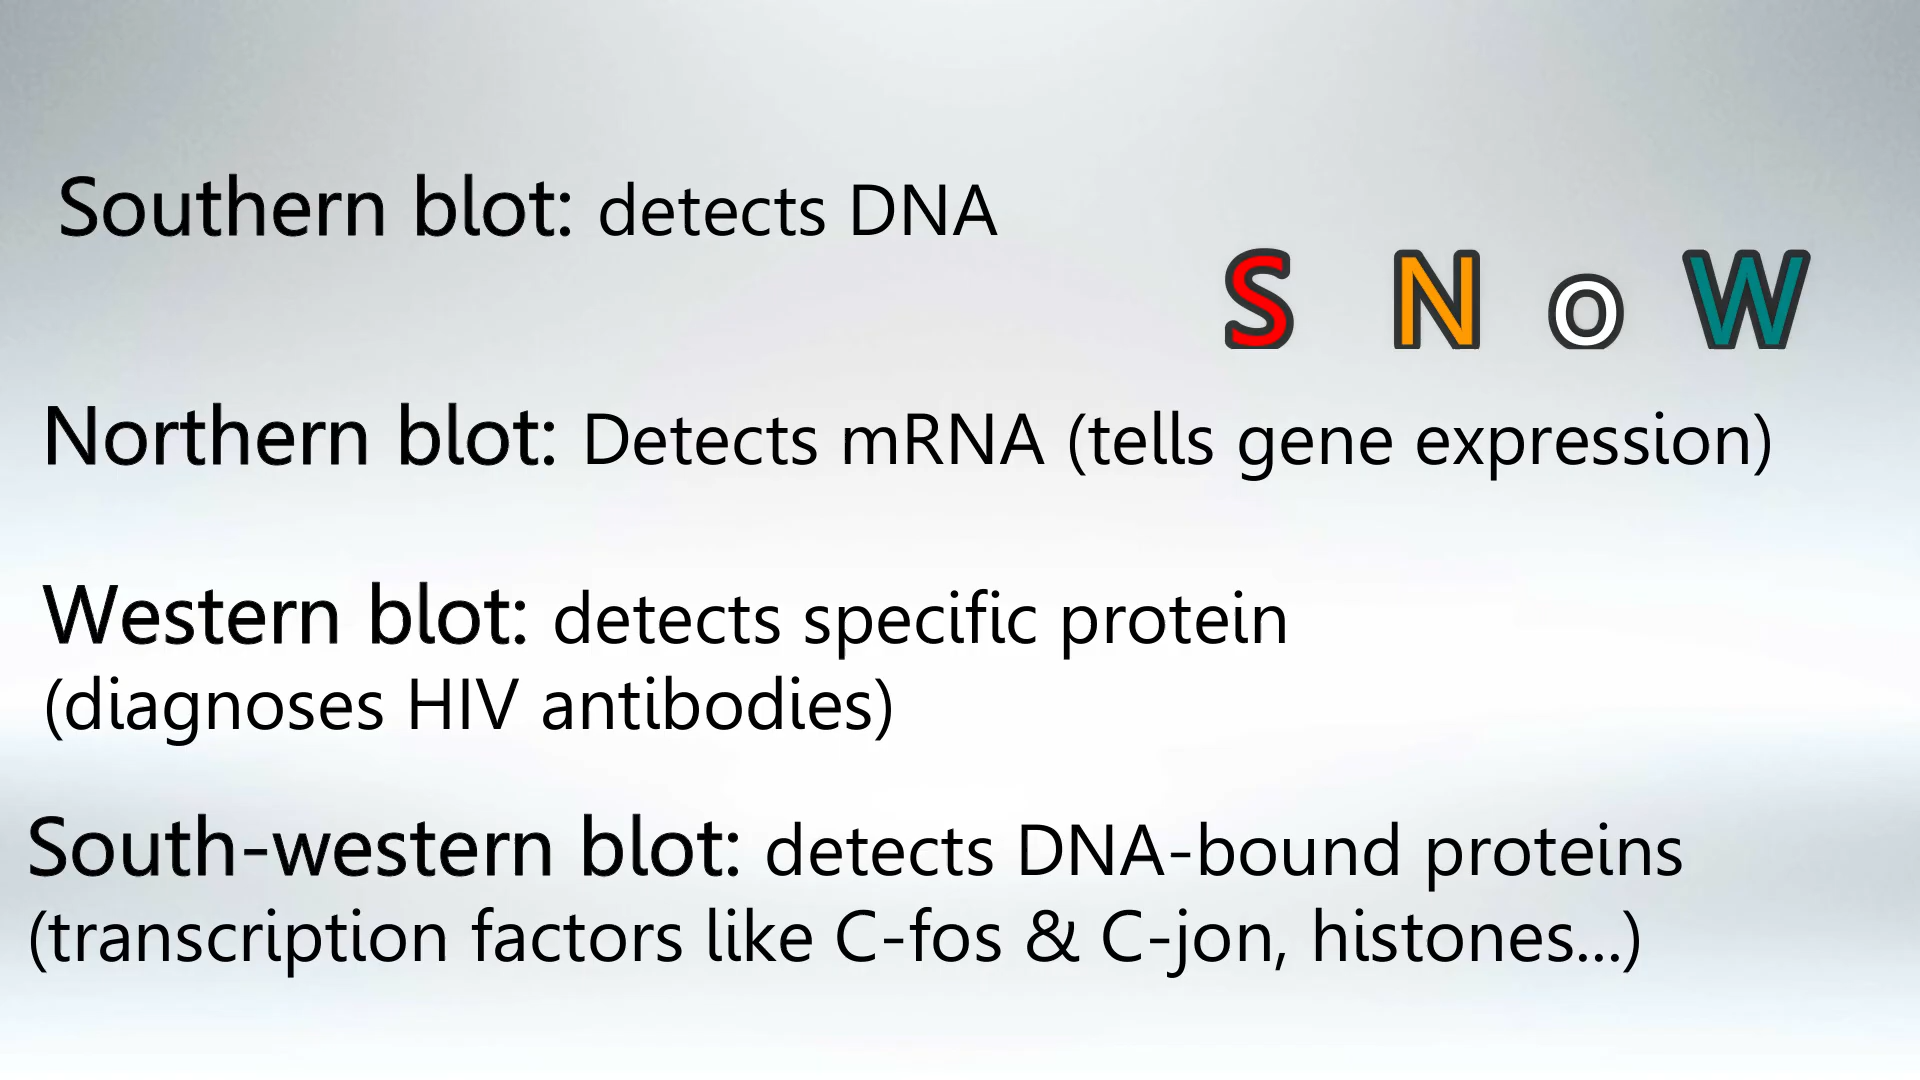 Southern blot: detects DNA
S N o W
Northern blot: Detects mRNA (tells gene expression)
Western blot: detects specific protein
(diagnoses HIV antibodies)
South-western blot: detects DNA-bound proteins
(transcription factors like C-fos & C-jon, histones...)